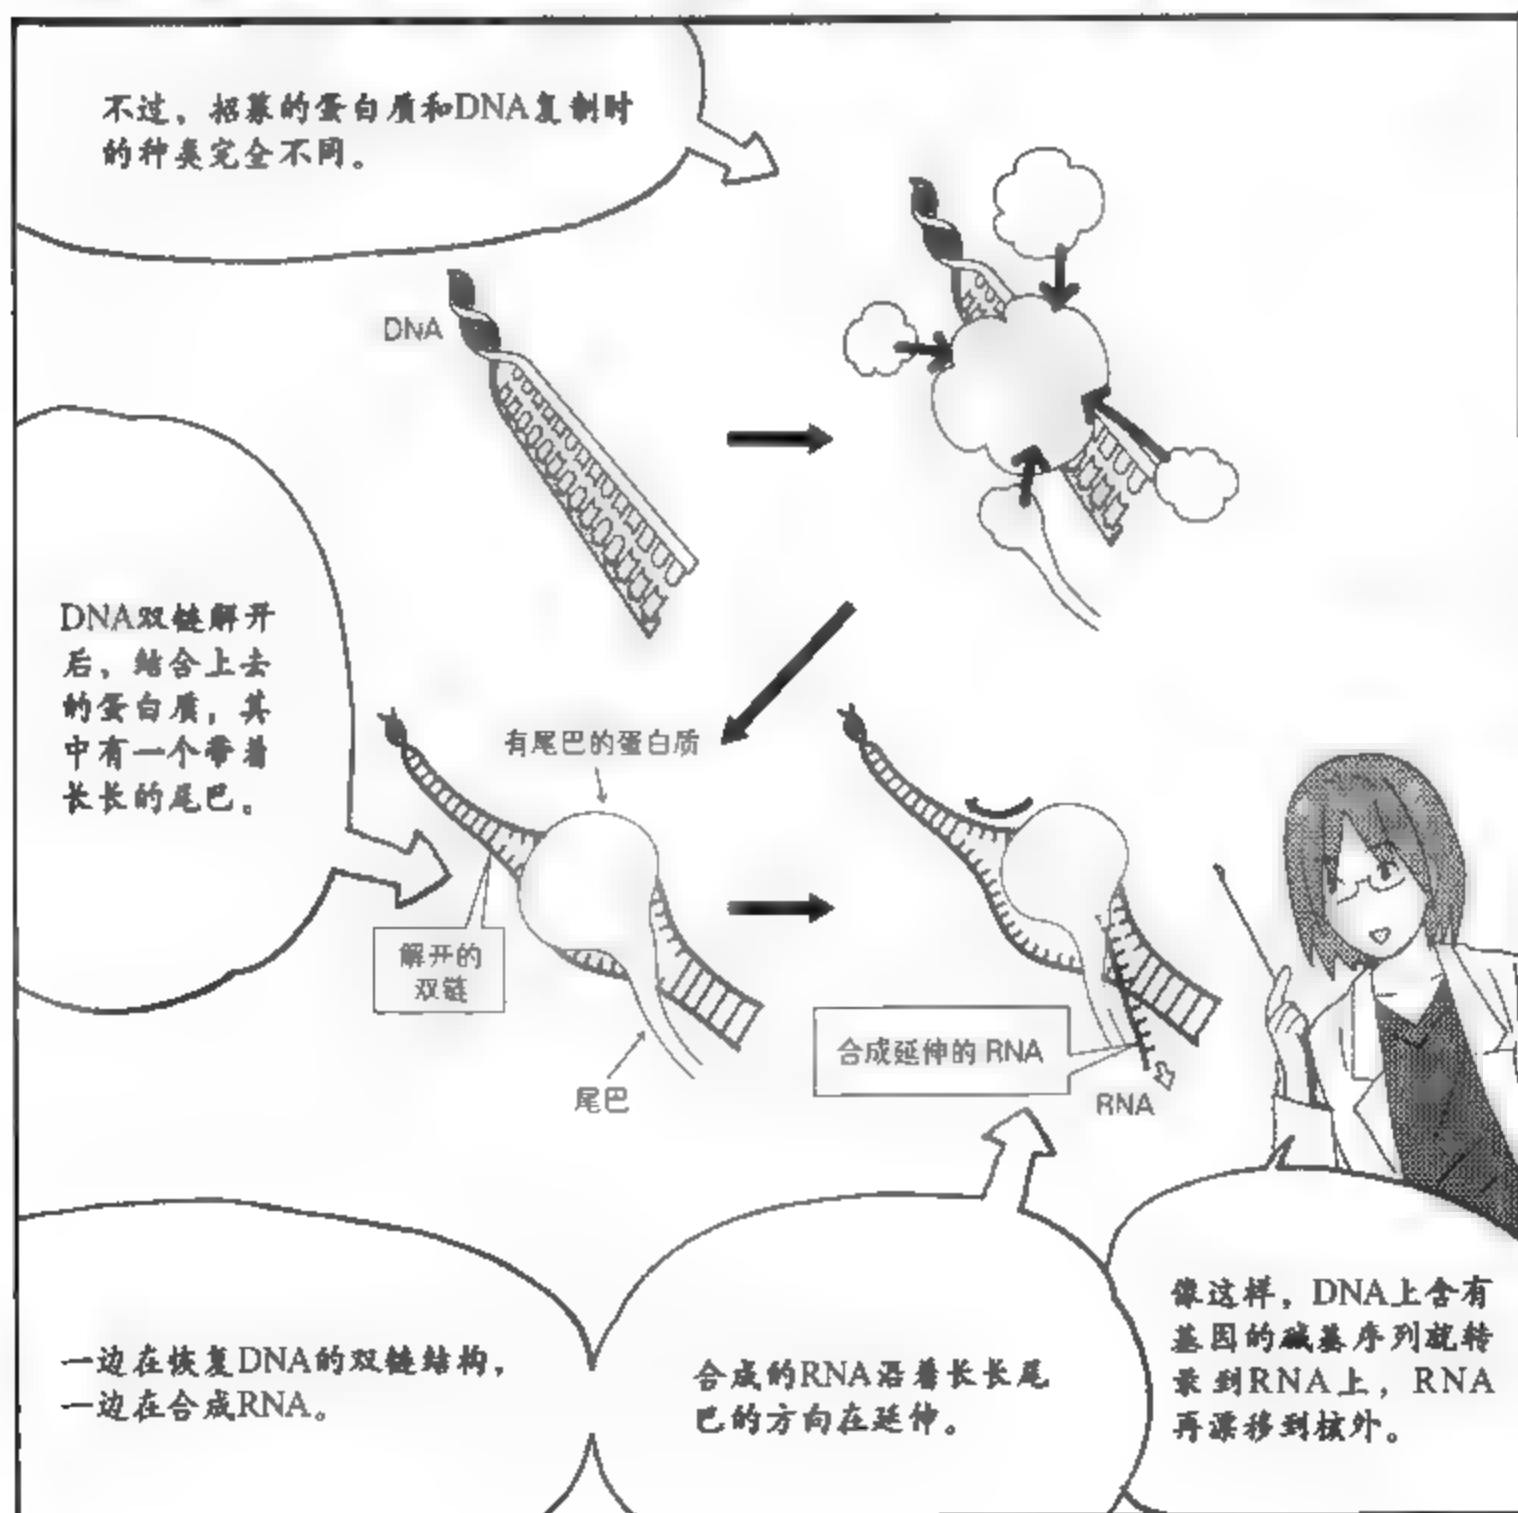 不过，招募的蛋白质和DNA复制时
的种类完全不同。
DNA
DNA双链解开
后，结合上去
的蛋白质，其
中有一个带着
长长的尾巴。
有尾巴的蛋白质
解开的
双链
尾巴
合成延伸的 RNA
RNA
一边在恢复DNA的双链结构，
一边在合成RNA。
合成的RNA沿着长长尾
巴的方向在延伸。
像这样，DNA上含有
基因的碱基序列就转
录到RNA上，RNA
再漂移到核外。